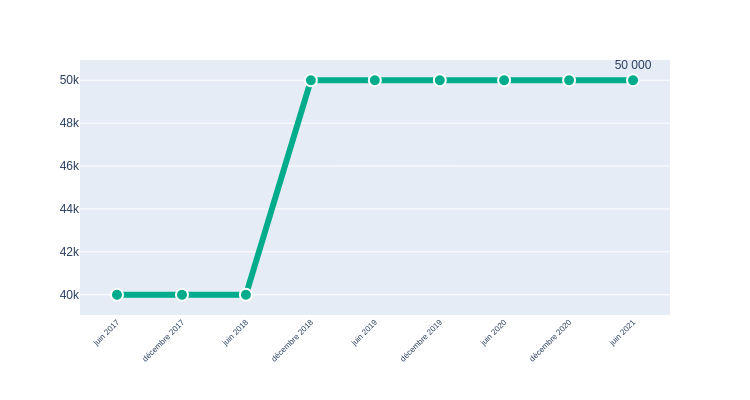 50 000
50k
48k
46k
44k
42k
40k
juin 2017
décembre 2017
juin 2018
décembre 2018
juin 2019
décembre 2019
juin 2020
décembre 2020
juin 2021